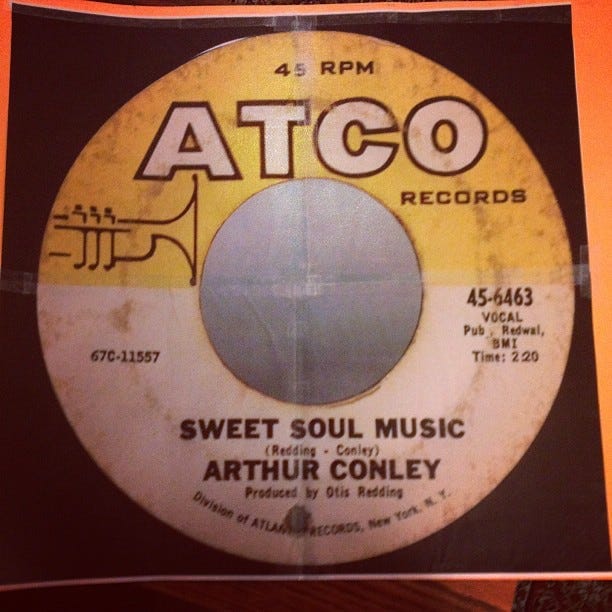 45 RPM
ATCO
RECORDS
45-6463
VOCAL
Pub., Redwal,
BMI
Time: 2:20
67C-11557
SWEET SOUL MUSIC
(Redding - Conley)
ARTHUR CONLEY
Produced by Otis Redding
Division of ATLANTIC RECORDS, New York, N. Y.